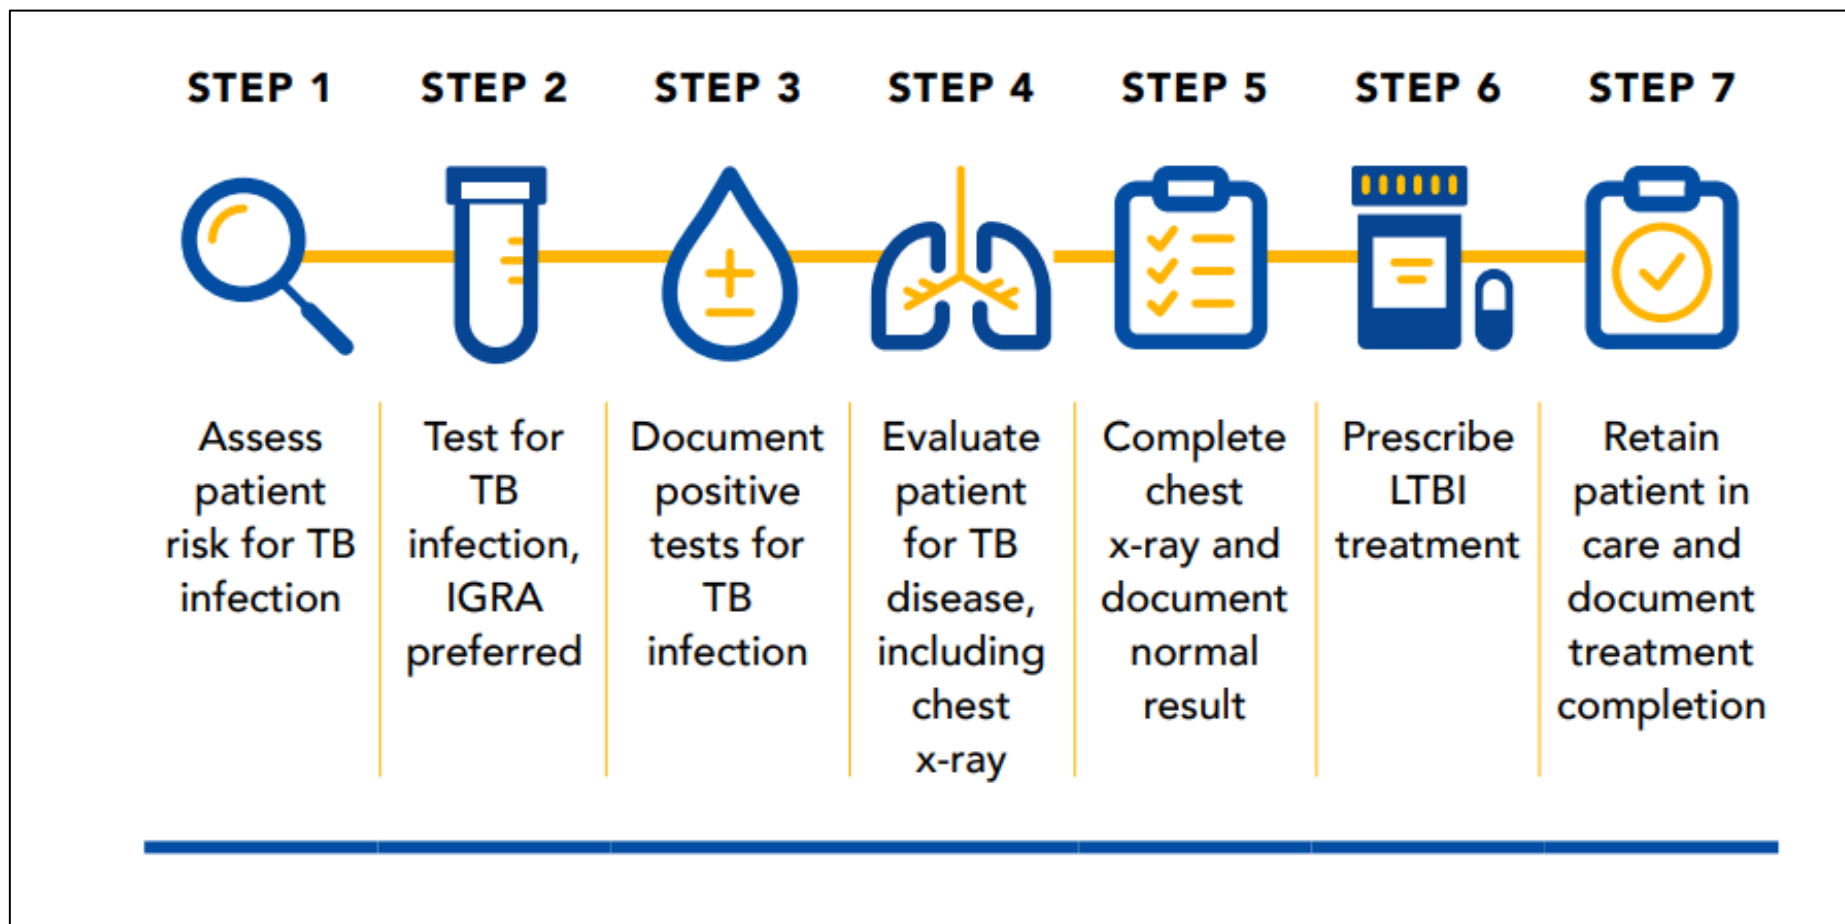 STEP 1
STEP 2
STEP 3
STEP 4
STEP 5
STEP 6
STEP 7
Assess
patient
risk for TB
infection
Test for
TB
infection,
IGRA
preferred
Document
positive
tests for
TB
infection
Evaluate
patient
for TB
disease,
including
chest
x-ray
Complete
chest
x-ray and
document
normal
result
Prescribe
LTBI
treatment
Retain
patient in
care and
document
treatment
completion